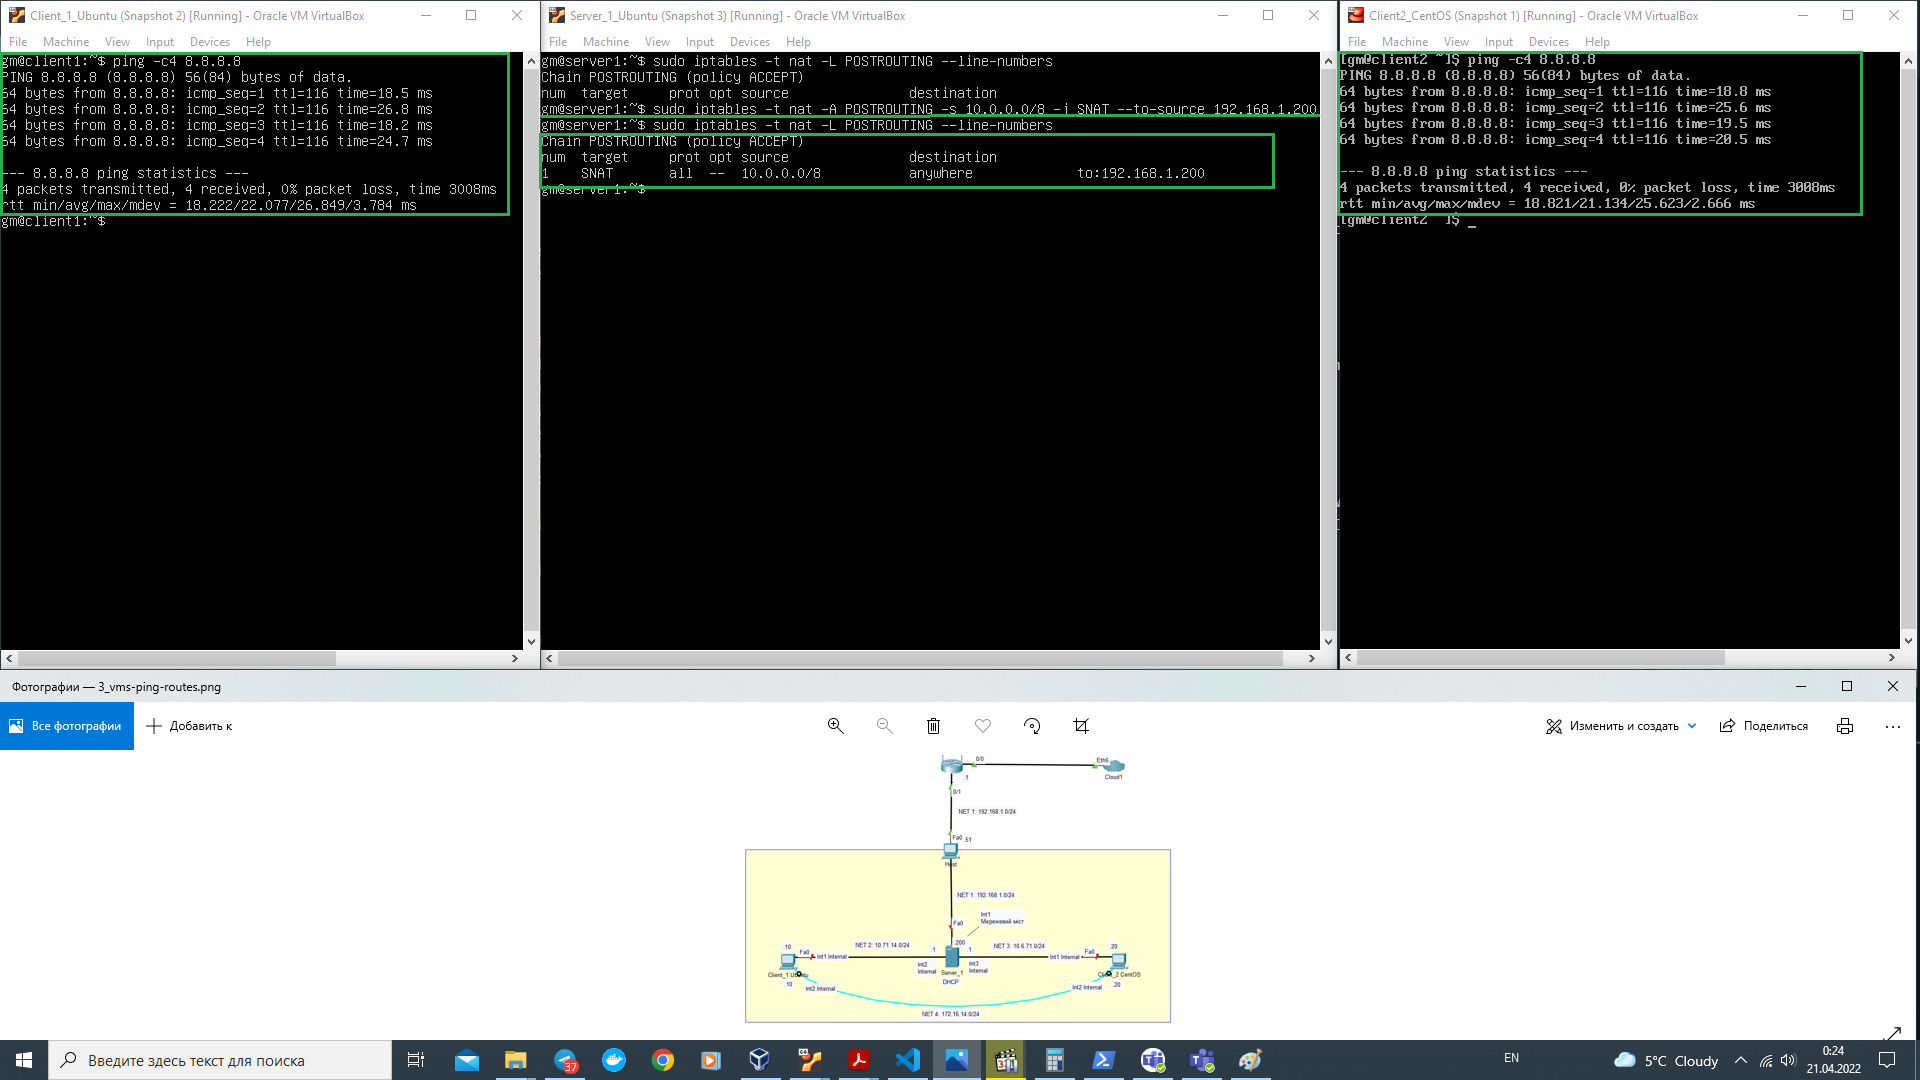 Client_1_Ubuntu (Snapshot 2) [Running] - Oracle VM VirtualBox
File Machine View Input Devices Help
gm@client1:~$ ping -c4 8.8.8.8
PING 8.8.8.8 (8.8.8.8) 56(84) bytes of data.
64 bytes from 8.8.8.8: icmp_seq=1 ttl=116 time=18.5 ms
64 bytes from 8.8.8.8: icmp_seq=2 ttl=116 time=26.8 ms
64 bytes from 8.8.8.8: icmp_seq=3 ttl=116 time=18.2 ms
64 bytes from 8.8.8.8: icmp_seq=4 ttl=116 time=24.7 ms
--- 8.8.8.8 ping statistics ---
4 packets transmitted, 4 received, 0% packet loss, time 3008ms
rtt min/avg/max/mdev = 18.222/22.077/26.849/3.784 ms
gm@client1:~$
Server_1_Ubuntu (Snapshot 3) [Running] - Oracle VM VirtualBox
File Machine View Input Devices Help
gm@server1:~$ sudo iptables -t nat -L POSTROUTING --line-numbers
Chain POSTROUTING (policy ACCEPT)
num target prot opt source destination
gm@server1:~$ sudo iptables -t nat -A POSTROUTING -s 10.0.0.0/8 -j SNAT --to-source 192.168.1.200
gm@server1:~$ sudo iptables -t nat -L POSTROUTING --line-numbers
Chain POSTROUTING (policy ACCEPT)
num target prot opt source destination
1 SNAT all -- 10.0.0.0/8 anywhere to:192.168.1.200
gm@server1:~$
Client2_CentOS (Snapshot 1) [Running] - Oracle VM VirtualBox
File Machine View Input Devices Help
[gm@client2 ~]$ ping -c4 8.8.8.8
PING 8.8.8.8 (8.8.8.8) 56(84) bytes of data.
64 bytes from 8.8.8.8: icmp_seq=1 ttl=116 time=18.8 ms
64 bytes from 8.8.8.8: icmp_seq=2 ttl=116 time=25.6 ms
64 bytes from 8.8.8.8: icmp_seq=3 ttl=116 time=19.5 ms
64 bytes from 8.8.8.8: icmp_seq=4 ttl=116 time=20.5 ms
--- 8.8.8.8 ping statistics ---
4 packets transmitted, 4 received, 0% packet loss, time 3008ms
rtt min/avg/max/mdev = 18.821/21.134/25.623/2.666 ms
[gm@client2 ~]$ _
Фотографии — 3_vms-ping-routes.png
Все фотографии
Добавить к
Изменить и создать
Поделиться
0/0
Eth6
.1
Cloud1
0/1
NET 1: 192.168.1.0/24
Fa0 .51
Host
NET 1: 192.168.1.0/24
Int1
Мережевий міст
Fa0
.200
.10
NET 2: 10.71.14.0/24
.1
.1
NET 3: 10.6.71.0/24
.20
Fa0
Int1 Internal
Int1 Internal
Fa0
Int2
Internal
Int3
Internal
Client_1 Ubuntu
Server_1
Client_2 CentOS
DHCP
.10
Int2 Internal
Int2 Internal
.20
NET 4: 172.16.14.0/24
Введите здесь текст для поиска
37
EN
5°C Cloudy
0:24
21.04.2022